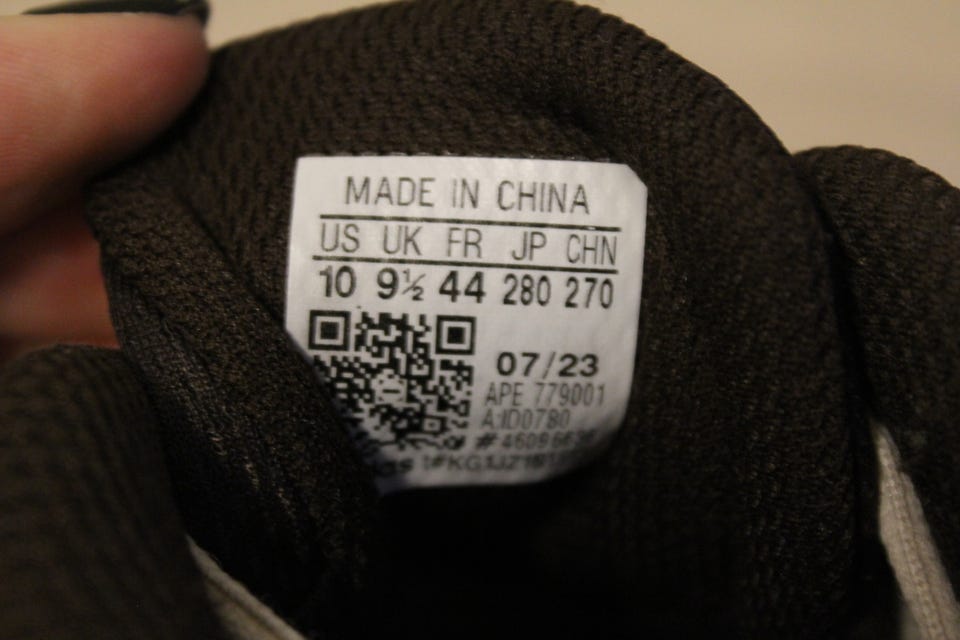 MADE IN CHINA
US UK FR JP CHN
10 9½ 44 280 270
07/23
APE 779001
A:ID0780